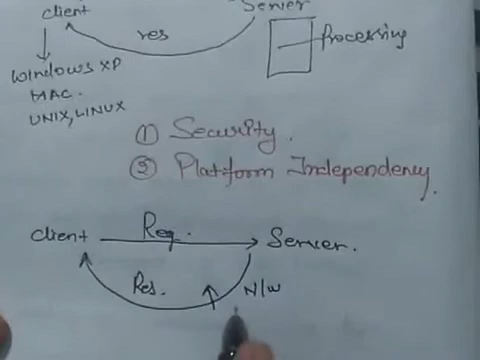 client Server
res Processing
Windows XP
MAC.
UNIX, LINUX
① Security.
② Platform Independency.
client Req. Server.
Res. N/W